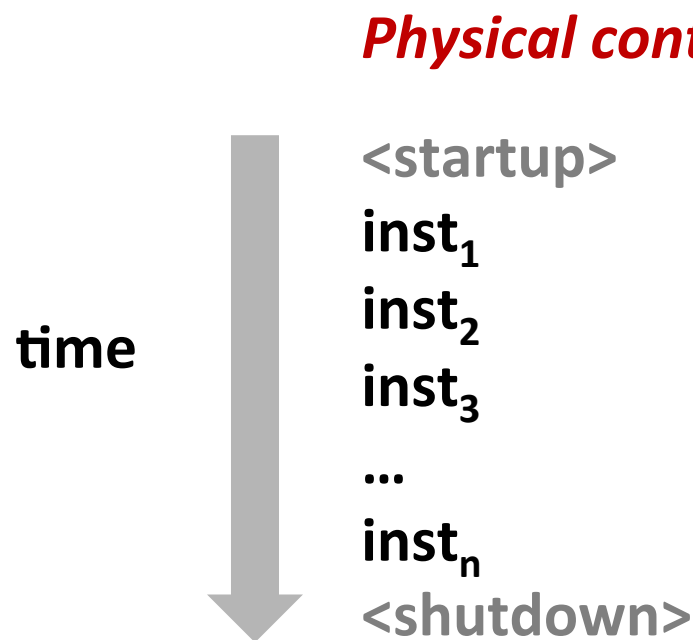 Physical cont
<startup>
inst₁
inst₂
time
inst₃
…
instₙ
<shutdown>